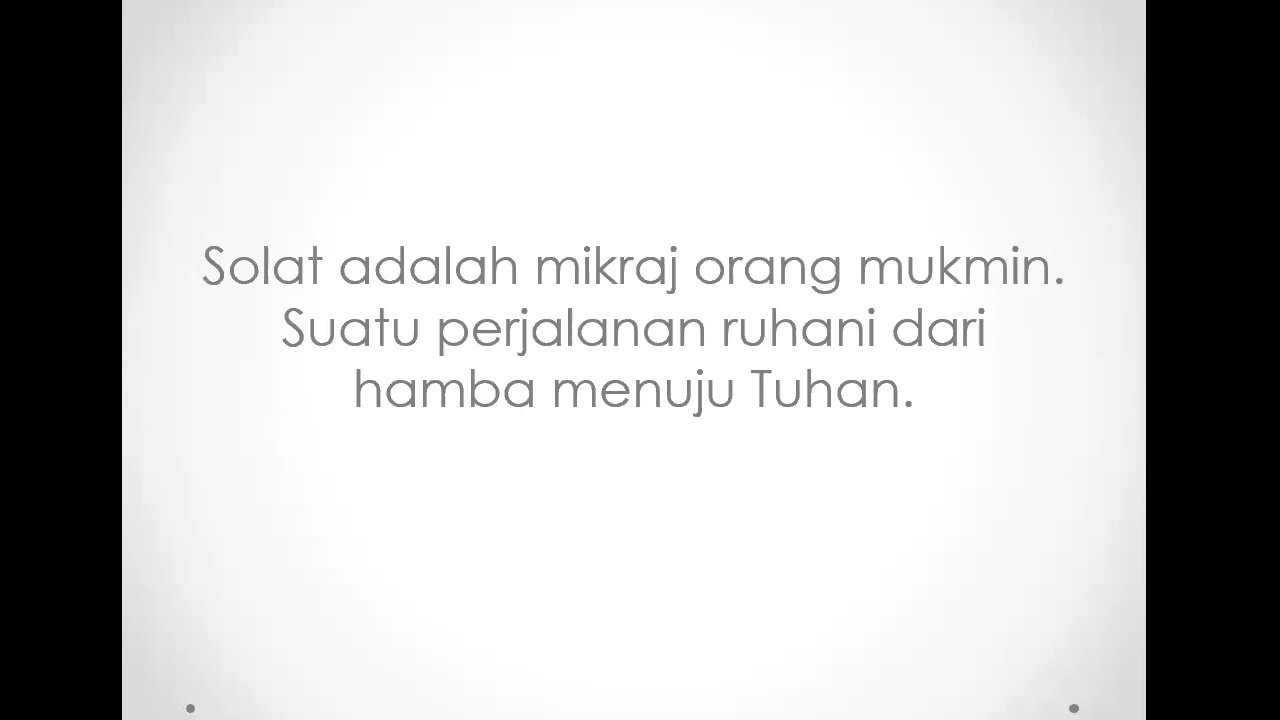 Solat adalah mikraj orang mukmin.
Suatu perjalanan ruhani dari
hamba menuju Tuhan.